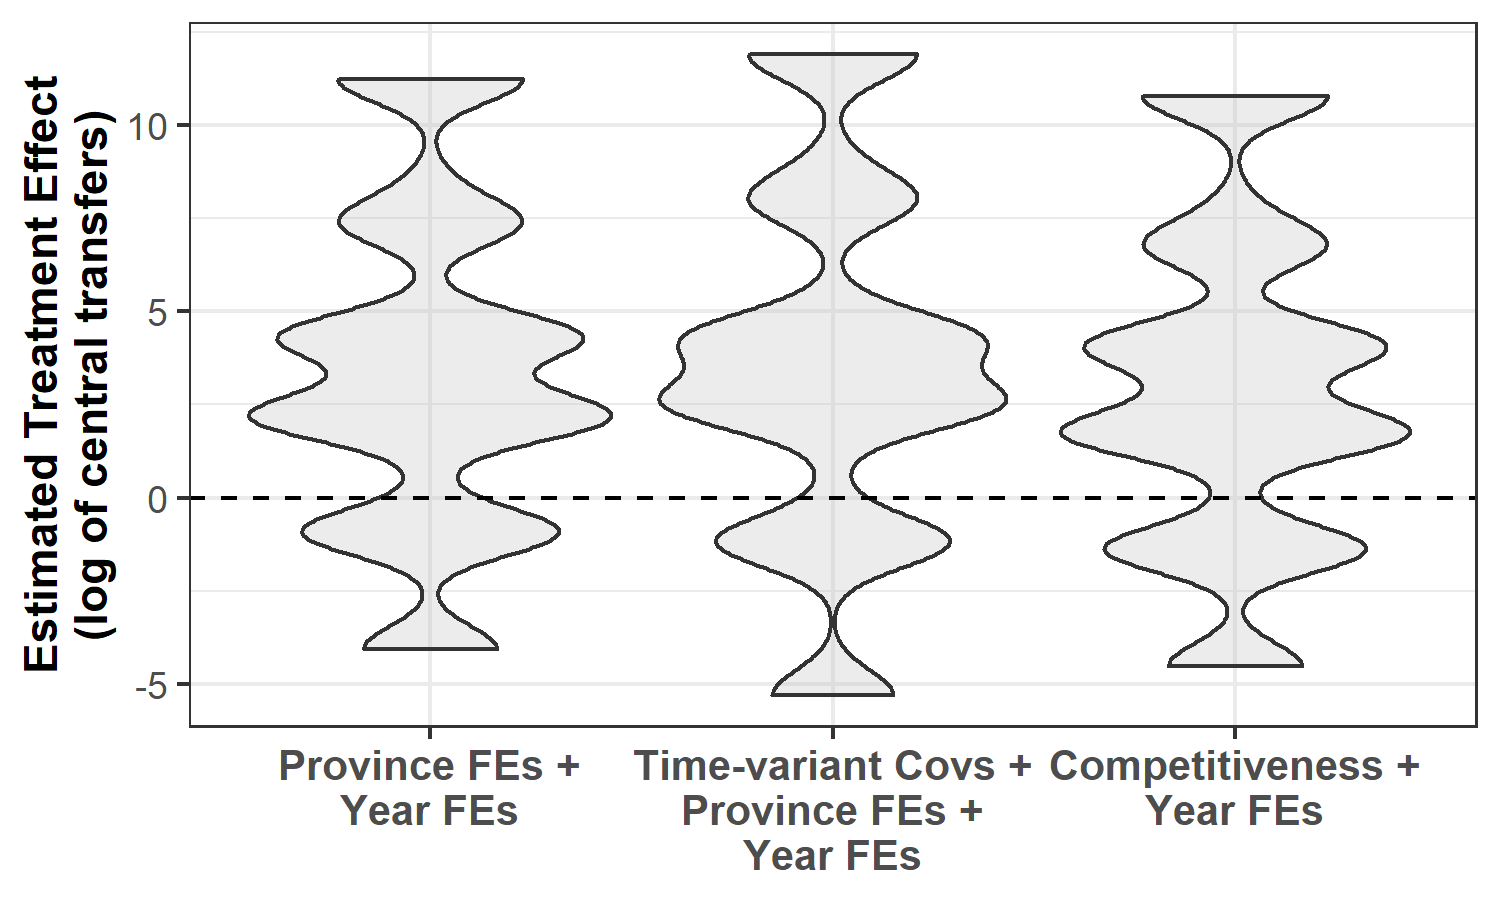 Estimated Treatment Effect
(log of central transfers)
10
5
0
-5
Province FEs +
Year FEs
Time-variant Covs +
Province FEs +
Year FEs
Competitiveness +
Year FEs